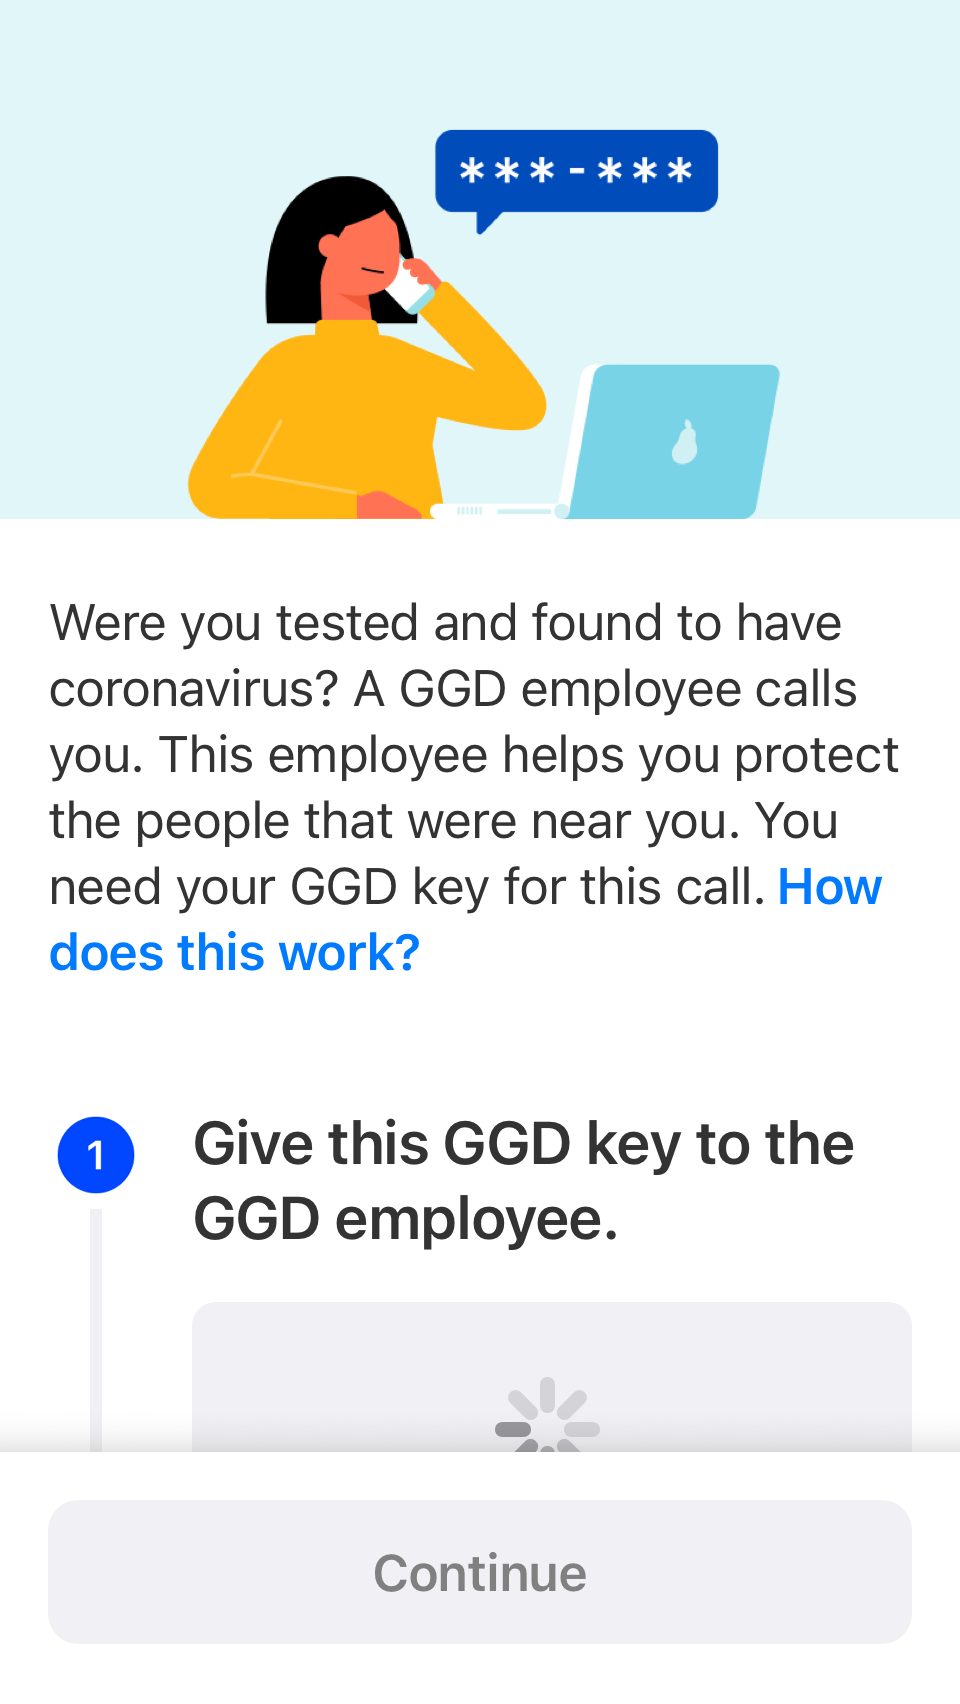 ***-***
Were you tested and found to have
coronavirus? A GGD employee calls
you. This employee helps you protect
the people that were near you. You
need your GGD key for this call. How
does this work?
1
Give this GGD key to the
GGD employee.
Continue